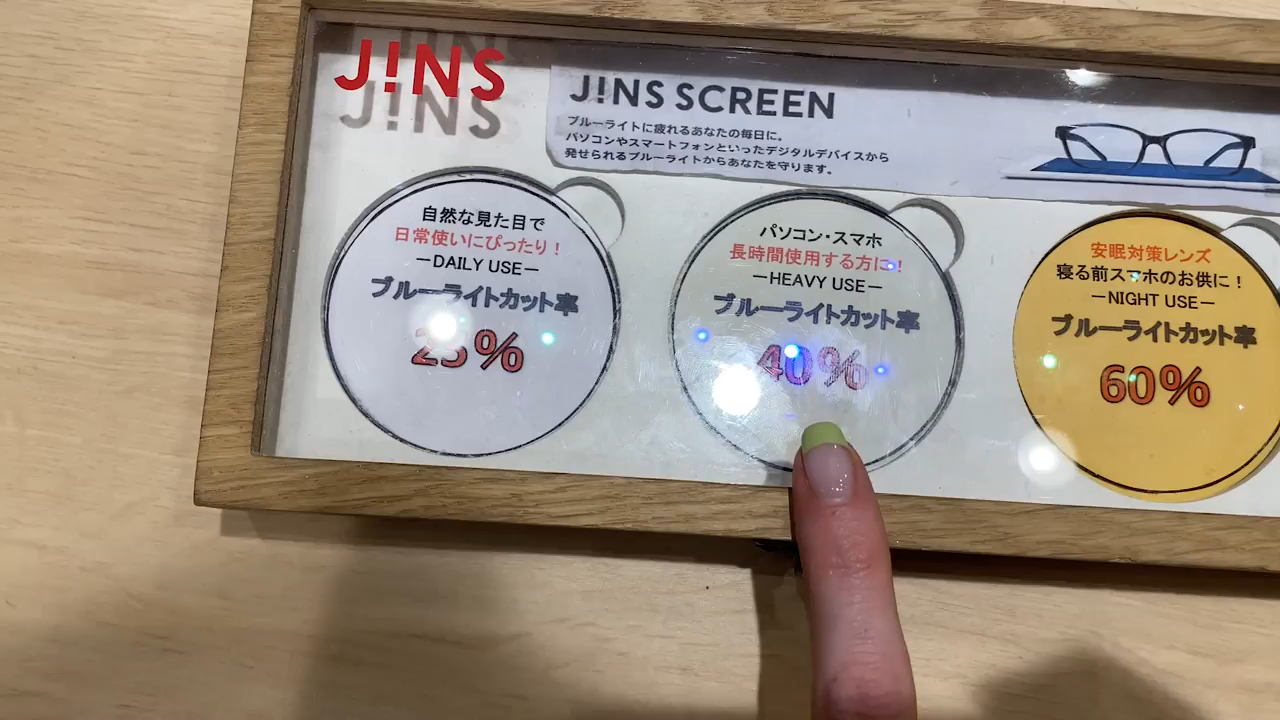 J!NS
J!NS SCREEN
ブルーライトに疲れるあなたの毎日に。
パソコンやスマートフォンといったデジタルデバイスから
発せられるブルーライトからあなたを守ります。
自然な見た目で
日常使いにぴったり！
ーDAILY USEー
ブルーライトカット率
25%
パソコン・スマホ
長時間使用する方に！
ーHEAVY USEー
ブルーライトカット率
40%
安眠対策レンズ
寝る前スマホのお供に！
ーNIGHT USEー
ブルーライトカット率
60%